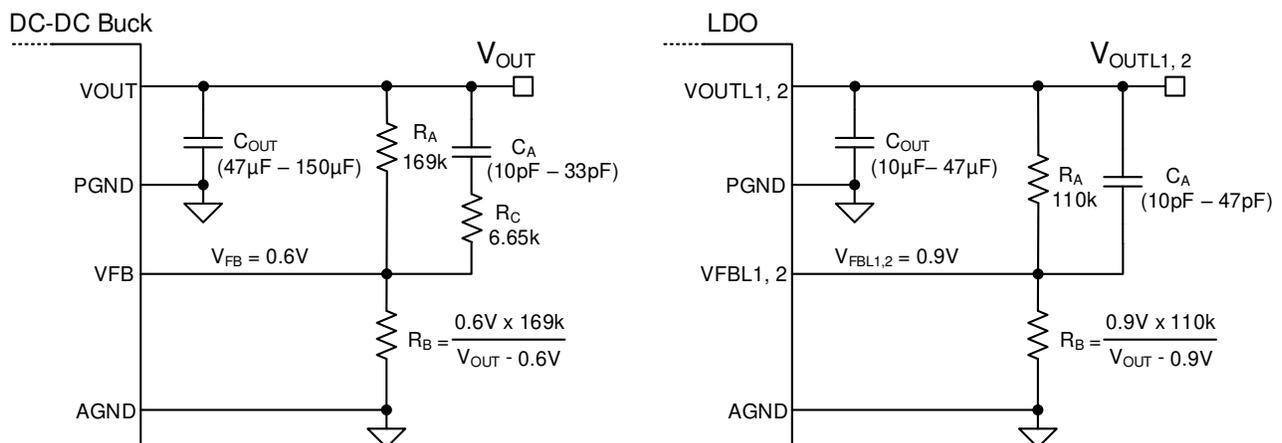 DC-DC Buck
VOUT
VOUT
COUT
(47µF – 150µF)
RA
169k
CA
(10pF – 33pF)
RC
6.65k
PGND
VFB = 0.6V
VFB
RB = 0.6V x 169k
VOUT - 0.6V
AGND
LDO
VOUTL1, 2
VOUTL1, 2
COUT
(10µF– 47µF)
RA
110k
CA
(10pF – 47pF)
PGND
VFBL1,2 = 0.9V
VFBL1, 2
RB = 0.9V x 110k
VOUT - 0.9V
AGND